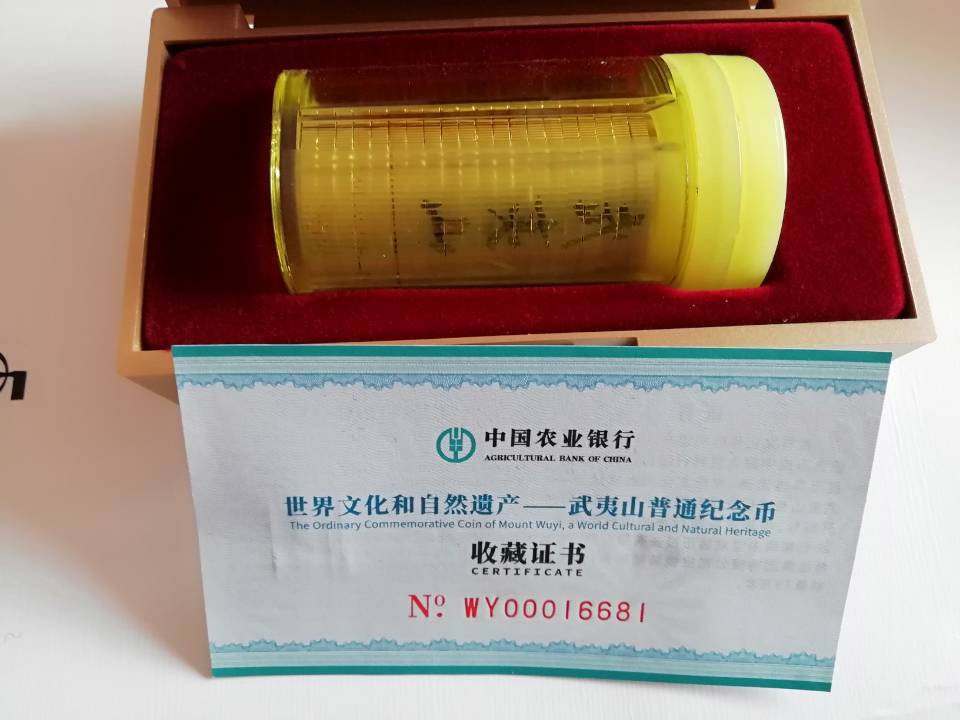 中国农业银行
AGRICULTURAL BANK OF CHINA
世界文化和自然遗产——武夷山普通纪念币
The Ordinary Commemorative Coin of Mount Wuyi, a World Cultural and Natural Heritage
收藏证书
CERTIFICATE
Nº WY00016681